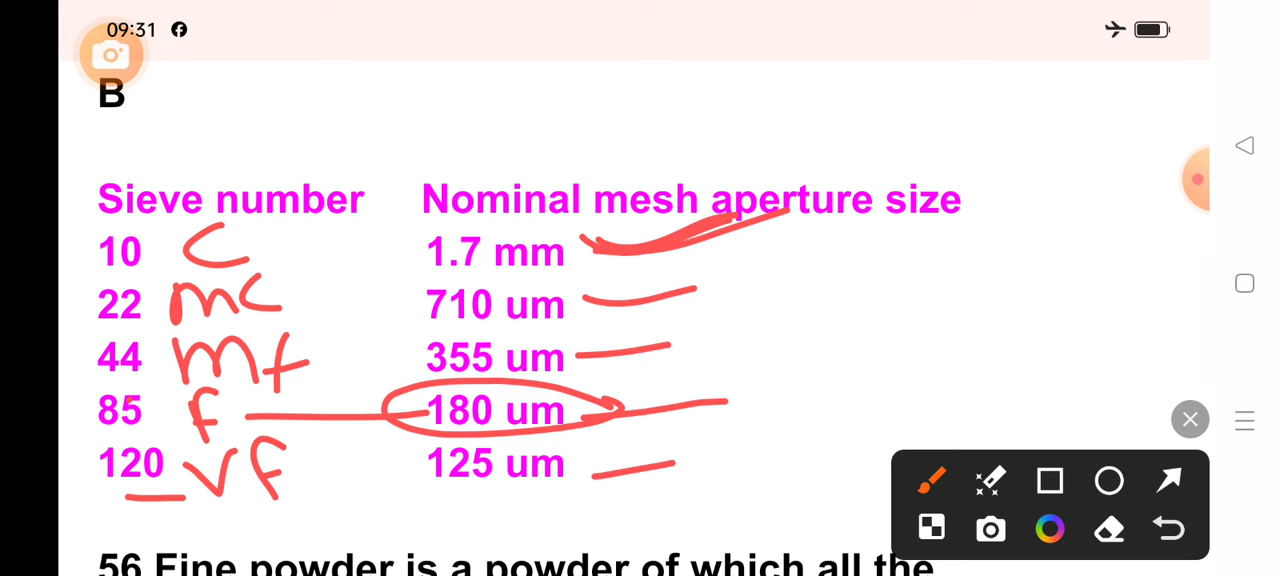 09:31
B
Sieve number Nominal mesh aperture size
10 C 1.7 mm
22 mC 710 um
44 mf 355 um
85 f 180 um
120 VF 125 um
56 Fine powder is a powder of which all the